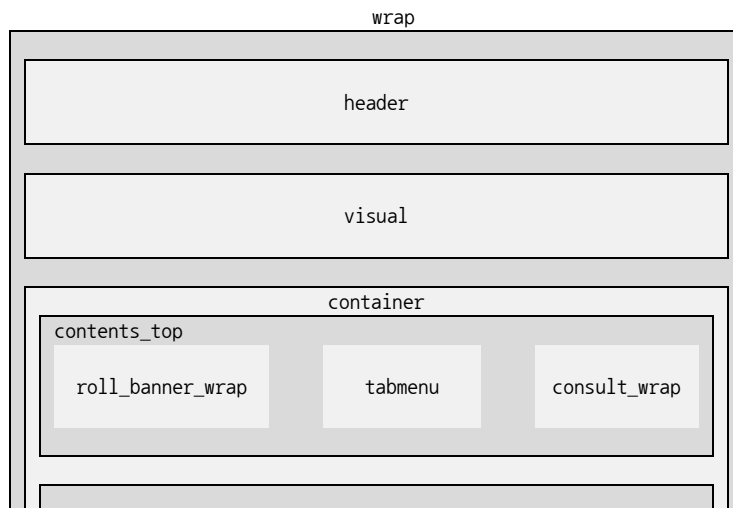 wrap
header
visual
container
contents_top
roll_banner_wrap
tabmenu
consult_wrap